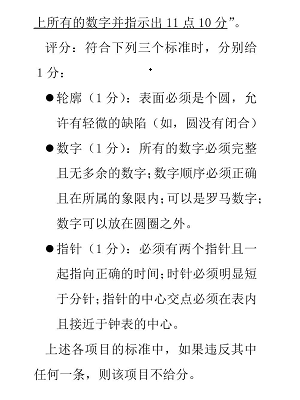 上所有的数字并指示出 11 点 10 分”。
评分：符合下列三个标准时，分别给
1 分：
●轮廓（1 分）：表面必须是个圆，允
许有轻微的缺陷（如，圆没有闭合）
●数字（1 分）：所有的数字必须完整
且无多余的数字；数字顺序必须正确
且在所属的象限内；可以是罗马数字；
数字可以放在圆圈之外。
●指针（1 分）：必须有两个指针且一
起指向正确的时间；时针必须明显短
于分针；指针的中心交点必须在表内
且接近于钟表的中心。
上述各项目的标准中，如果违反其中
任何一条，则该项目不给分。